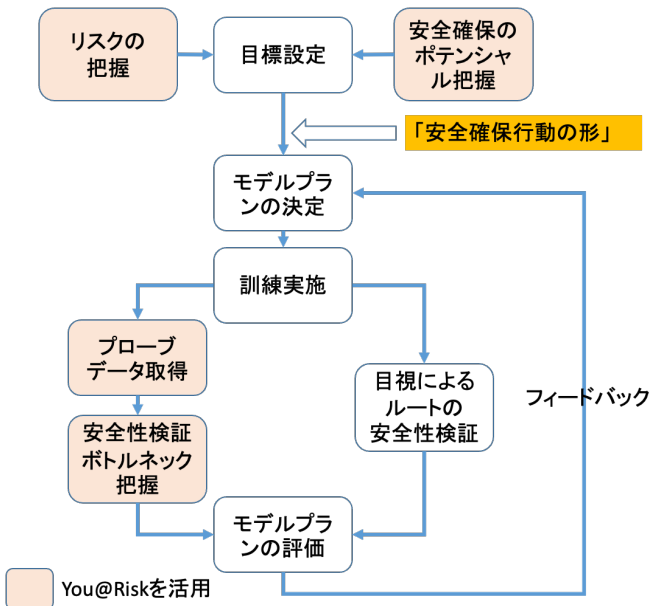 リスクの
把握
目標設定
安全確保の
ポテンシャ
ル把握
「安全確保行動の形」
モデルプラ
ンの決定
訓練実施
プローブ
データ取得
目視による
ルートの
安全性検証
フィードバック
安全性検証
ボトルネック
把握
モデルプラ
ンの評価
You@Riskを活用